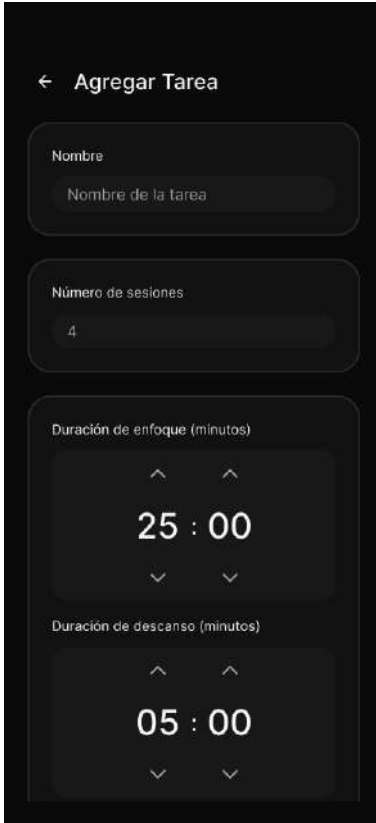 Agregar Tarea
Nombre
Nombre de la tarea
Número de sesiones
4
Duración de enfoque (minutos)
25 : 00
Duración de descanso (minutos)
05 : 00